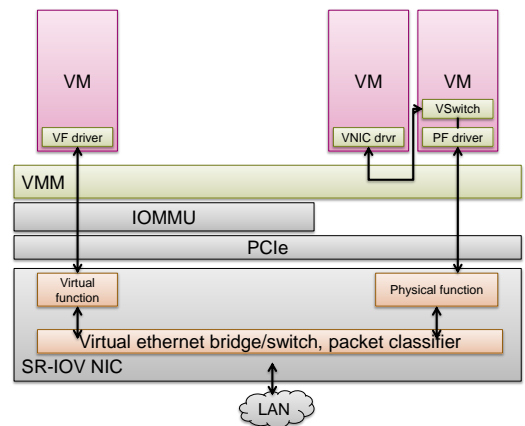 VM
VM
VM
VSwitch
VF driver
VNIC drvr
PF driver
VMM
IOMMU
PCIe
Virtual
function
Physical function
Virtual ethernet bridge/switch, packet classifier
SR-IOV NIC
LAN